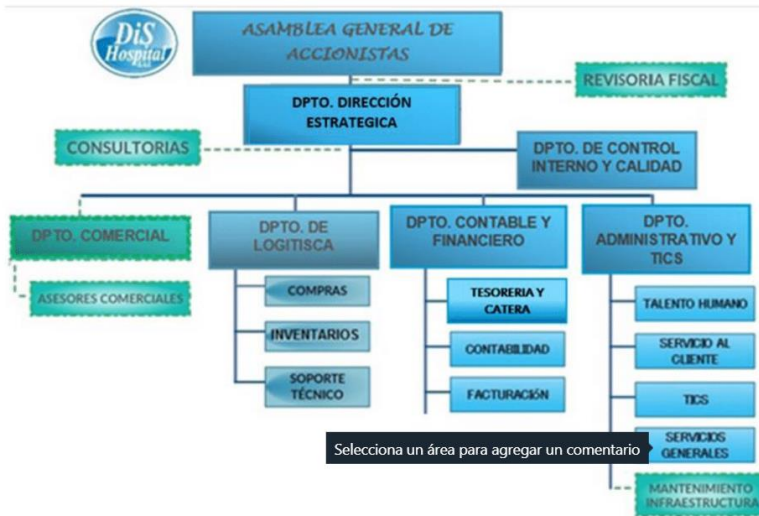 DiS
Hospital
S.A.S
ASAMBLEA GENERAL DE
ACCIONISTAS
REVISORIA FISCAL
DPTO. DIRECCIÓN
ESTRATEGICA
CONSULTORIAS
DPTO. DE CONTROL
INTERNO Y CALIDAD
DPTO. COMERCIAL
ASESORES COMERCIALES
DPTO. DE
LOGITISCA
COMPRAS
INVENTARIOS
SOPORTE
TÉCNICO
DPTO. CONTABLE Y
FINANCIERO
TESORERIA Y
CATERA
CONTABILIDAD
FACTURACIÓN
DPTO.
ADMINISTRATIVO Y
TICS
TALENTO HUMANO
SERVICIO AL
CLIENTE
TICS
SERVICIOS
GENERALES
Selecciona un área para agregar un comentario
MANTENIMIENTO
INFRAESTRUCTURA